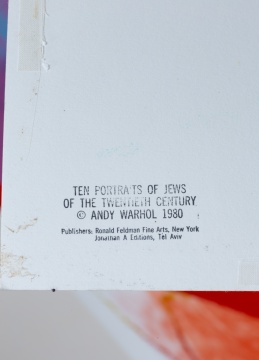 TEN PORTRAITS OF JEWS
OF THE TWENTIETH CENTURY
© ANDY WARHOL 1980
Publishers: Ronald Feldman Fine Arts, New York
Jonathan A Editions, Tel Aviv